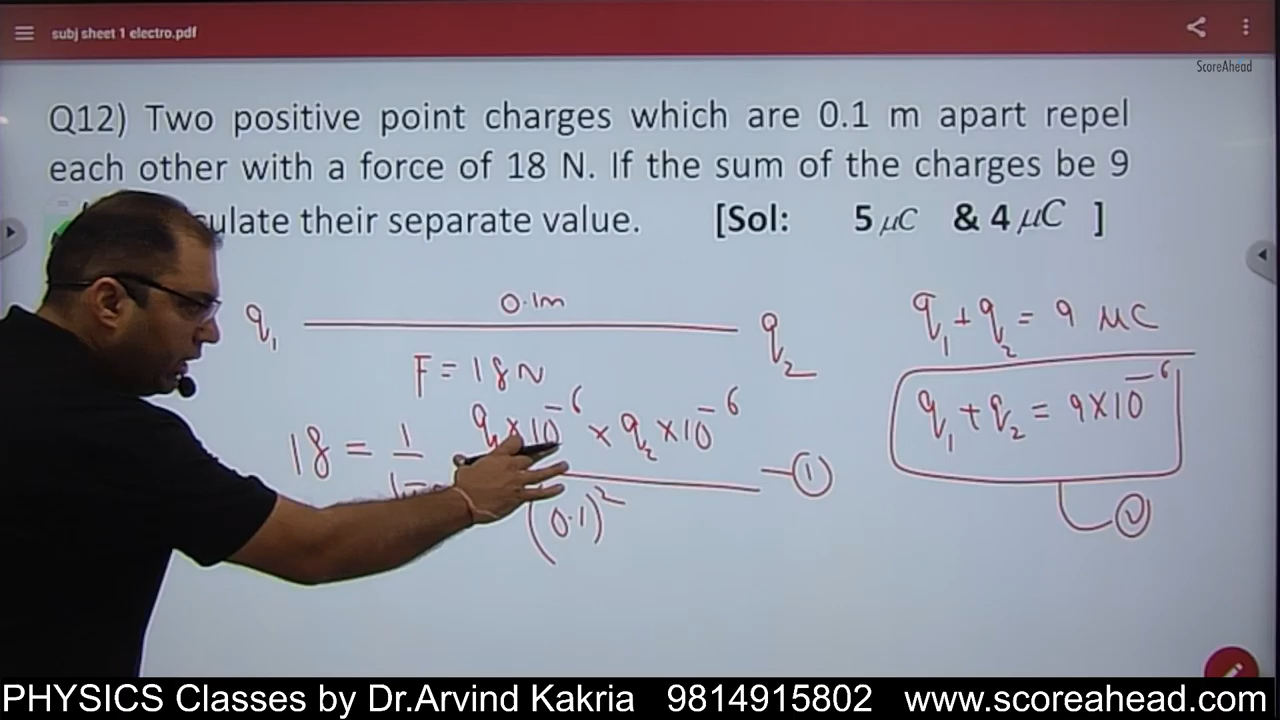 subj sheet 1 electro.pdf
ScoreAhead
Q12) Two positive point charges which are 0.1 m apart repel
each other with a force of 18 N. If the sum of the charges be 9
their separate value. [Sol: 5 μC & 4 μC ]
q₁ 0.1m q₂
F = 18N
18 = 1 q₁×10⁻⁶ × q₂×10⁻⁶ —①
(0.1)²
q₁ + q₂ = 9 μC
q₁ + q₂ = 9×10⁻⁶
②
PHYSICS Classes by Dr.Arvind Kakria 9814915802 www.scoreahead.com